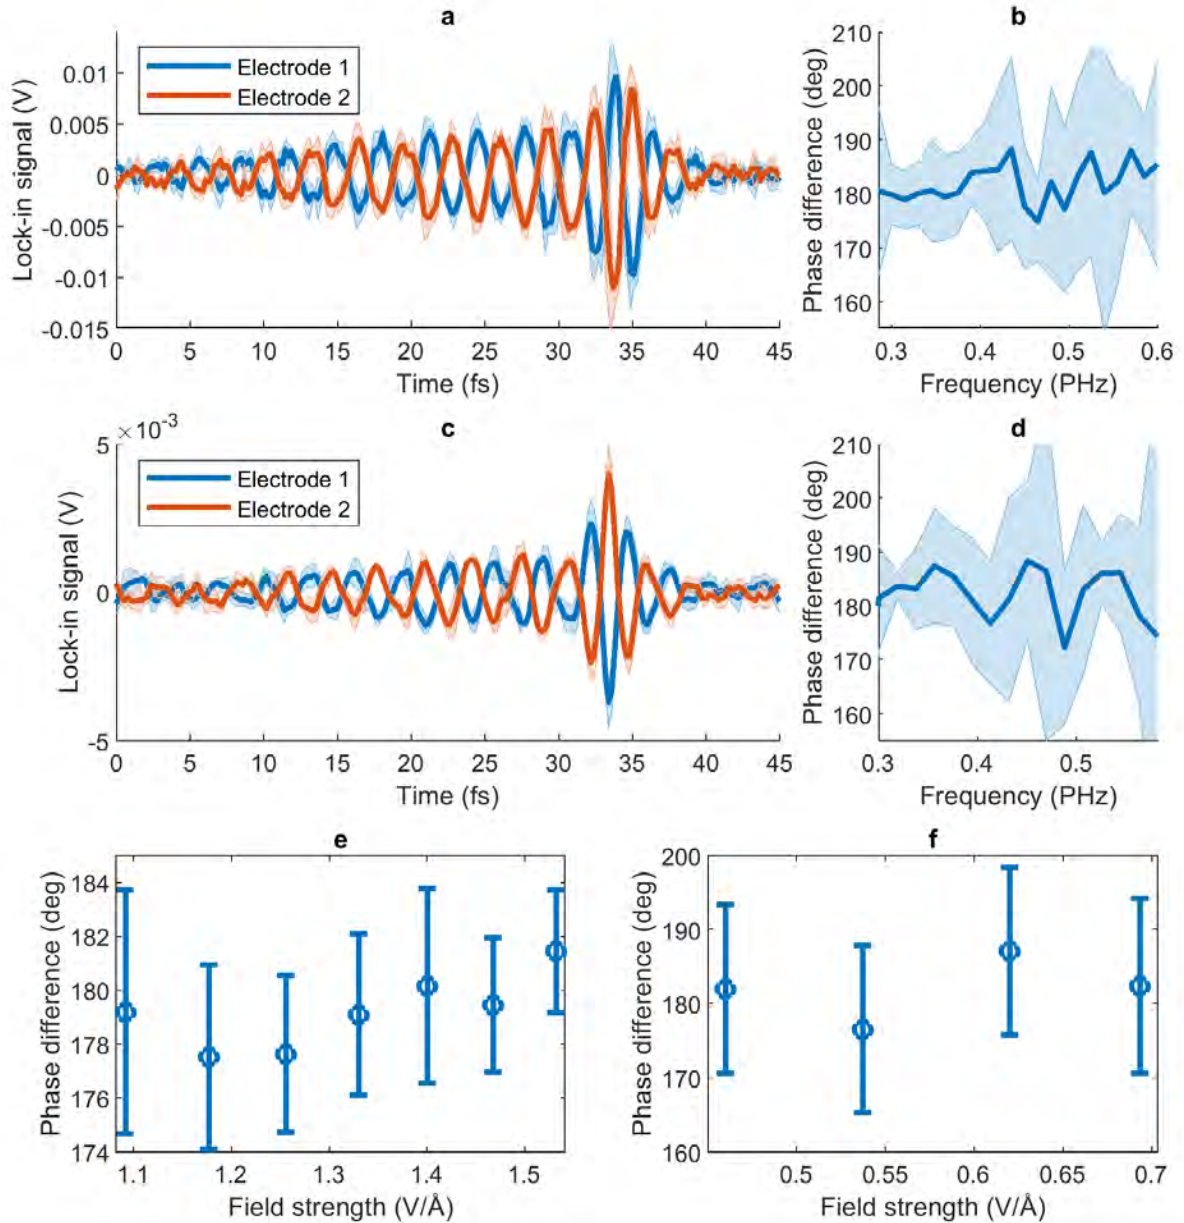 a
Lock-in signal (V)
0.01
0.005
0
-0.005
-0.01
-0.015
Electrode 1
Electrode 2
0 5 10 15 20 25 30 35 40 45
Time (fs)
b
Phase difference (deg)
210
200
190
180
170
160
0.3 0.4 0.5 0.6
Frequency (PHz)
c
×10-3
Lock-in signal (V)
5
0
-5
Electrode 1
Electrode 2
0 5 10 15 20 25 30 35 40 45
Time (fs)
d
Phase difference (deg)
210
200
190
180
170
160
0.3 0.4 0.5
Frequency (PHz)
e
Phase difference (deg)
184
182
180
178
176
174
1.1 1.2 1.3 1.4 1.5
Field strength (V/Å)
f
Phase difference (deg)
200
190
180
170
160
0.5 0.55 0.6 0.65 0.7
Field strength (V/Å)